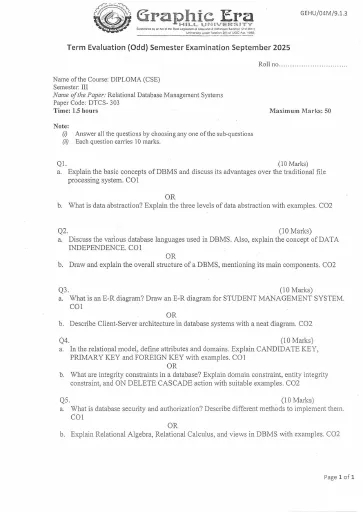 GEHU/01M/9.1.3
Graphic Era
HILL UNIVERSITY
Term Evaluation (Odd) Semester Examination September 2025
Roll no..............................
Name of the Course: DIPLOMA (CSE)
Semester: III
Name of the Paper: Relational Database Management Systems
Paper Code: DTCS- 303
Time: 1.5 hours Maximum Marks: 50
Note:
(i) Answer all the questions by choosing any one of the sub-questions
(ii) Each question carries 10 marks.
Q1. (10 Marks)
a. Explain the basic concepts of DBMS and discuss its advantages over the traditional file
processing system. CO1
OR
b. What is data abstraction? Explain the three levels of data abstraction with examples. CO2
Q2. (10 Marks)
a. Discuss the various database languages used in DBMS. Also, explain the concept of DATA
INDEPENDENCE. CO1
OR
b. Draw and explain the overall structure of a DBMS, mentioning its main components. CO2
Q3. (10 Marks)
a. What is an E-R diagram? Draw an E-R diagram for STUDENT MANAGEMENT SYSTEM.
CO1
OR
b. Describe Client-Server architecture in database systems with a neat diagram. CO2
Q4. (10 Marks)
a. In the relational model, define attributes and domains. Explain CANDIDATE KEY,
PRIMARY KEY and FOREIGN KEY with examples. CO1
OR
b. What are integrity constraints in a database? Explain domain constraint, entity integrity
constraint, and ON DELETE CASCADE action with suitable examples. CO2
Q5. (10 Marks)
a. What is database security and authorization? Describe different methods to implement them.
CO1
OR
b. Explain Relational Algebra, Relational Calculus, and views in DBMS with examples. CO2
Page 1 of 1